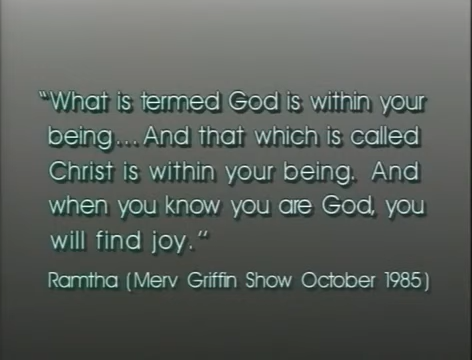 “What is termed God is within your
being...And that which is called
Christ is within your being. And
when you know you are God, you
will find joy.”
Ramtha (Merv Griffin Show October 1985)